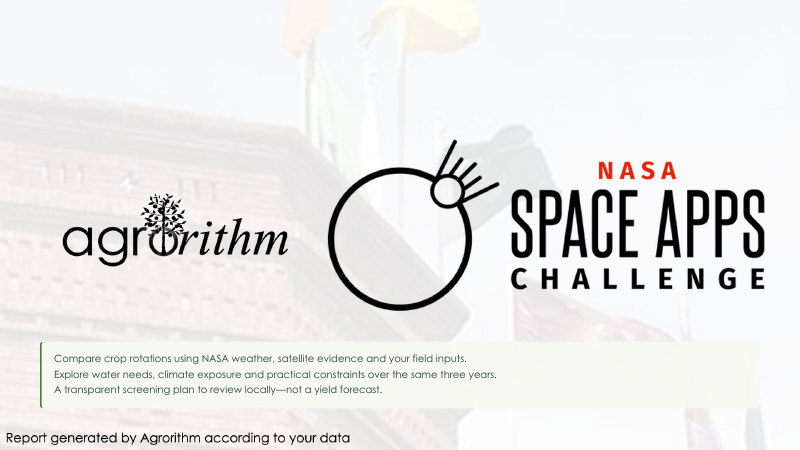 agrorithm
NASA
SPACE APPS
CHALLENGE
Compare crop rotations using NASA weather, satellite evidence and your field inputs.
Explore water needs, climate exposure and practical constraints over the same three years.
A transparent screening plan to review locally—not a yield forecast.
Report generated by Agrorithm according to your data